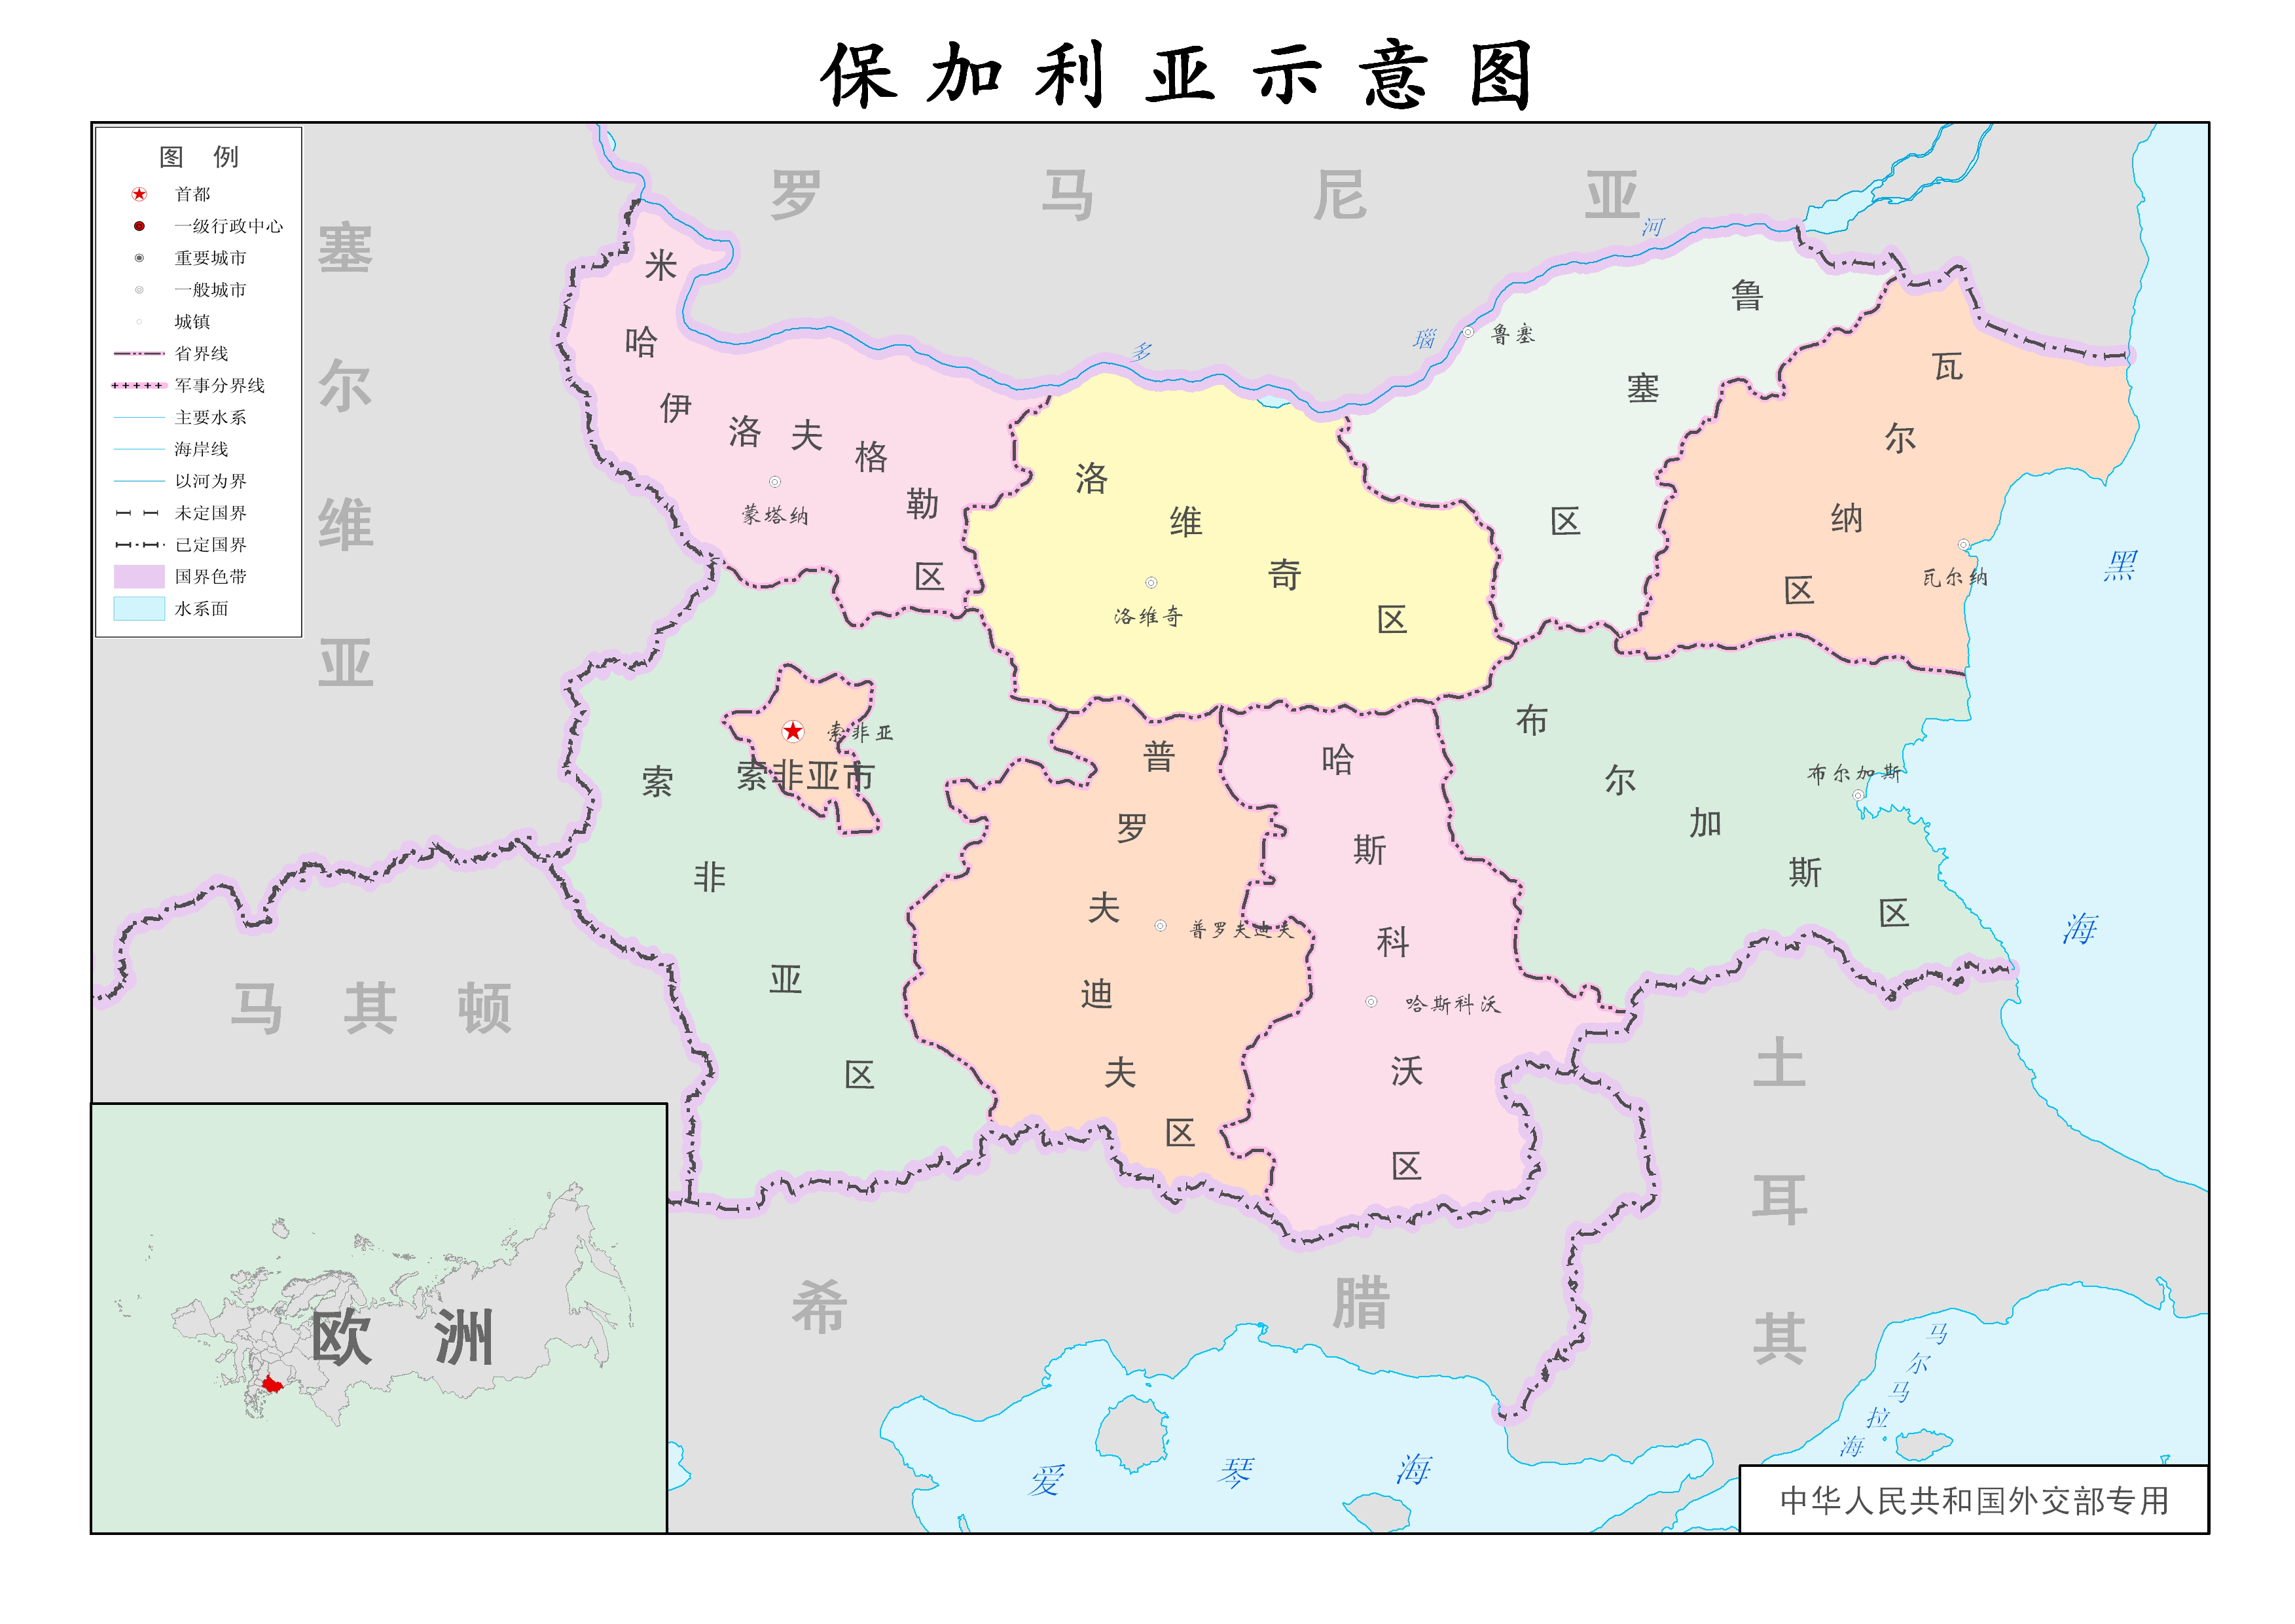 保加利亚示意图
图例
首都
一级行政中心
重要城市
一般城市
城镇
省界线
军事分界线
主要水系
海岸线
以河为界
未定国界
已定国界
国界色带
水系面
罗马尼亚
塞尔维亚
多瑙河
米哈伊洛夫格勒区
蒙塔纳
洛维奇区
洛维奇
鲁塞区
鲁塞
瓦尔纳区
瓦尔纳
黑海
索非亚
索非亚市
索非亚区
普罗夫迪夫区
普罗夫迪夫
哈斯科沃区
哈斯科沃
布尔加斯区
布尔加斯
马其顿
土耳其
希腊
欧洲
爱琴海
马尔马拉海
中华人民共和国外交部专用